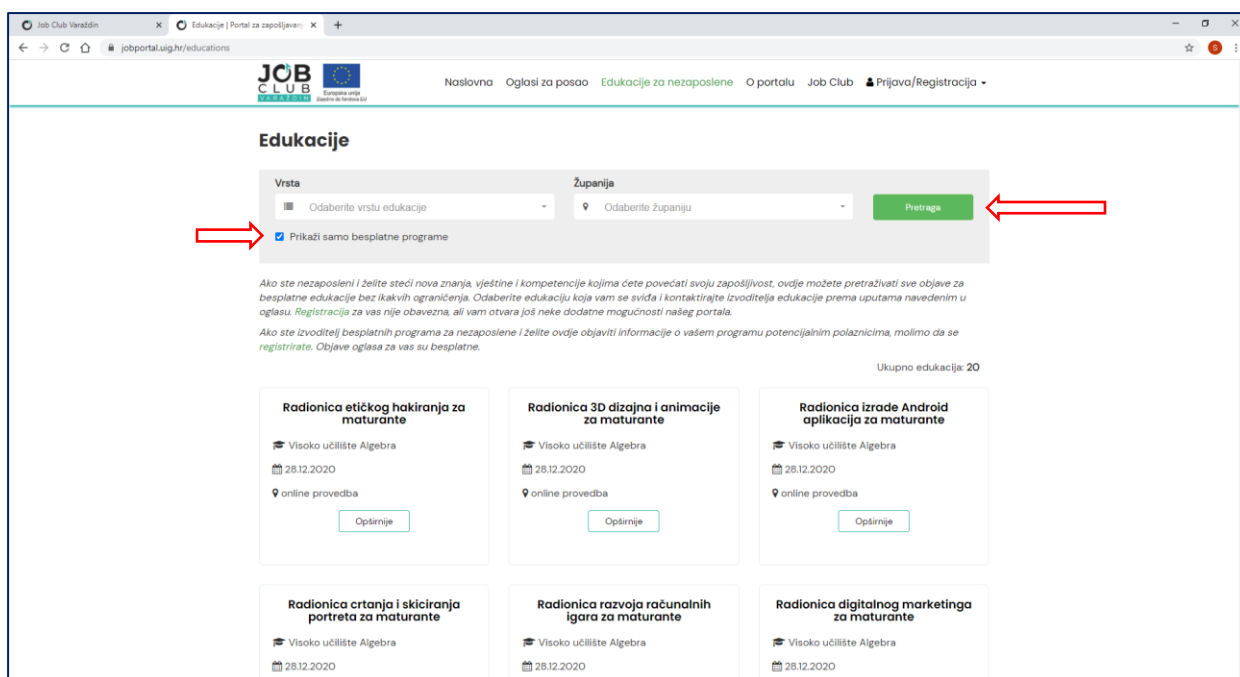 Job Club Varaždin
Edukacije | Portal za zapošljavanj
jobportal.uig.hr/educations
S
JOB
CLUB
VARAŽDIN
Europska unija
Zajedno do fondova EU
Naslovna Oglasi za posao Edukacije za nezaposlene O portalu Job Club Prijava/Registracija
Edukacije
Vrsta Županija
Odaberite vrstu edukacije Odaberite županiju Pretraga
Prikaži samo besplatne programe
Ako ste nezaposleni i želite steći nova znanja, vještine i kompetencije kojima ćete povećati svoju zapošljivost, ovdje možete pretraživati sve objave za
besplatne edukacije bez ikakvih ograničenja. Odaberite edukaciju koja vam se sviđa i kontaktirajte izvoditelja edukacije prema uputama navedenim u
oglasu. Registracija za vas nije obavezna, ali vam otvara još neke dodatne mogućnosti našeg portala.
Ako ste izvoditelj besplatnih programa za nezaposlene i želite ovdje objaviti informacije o vašem programu potencijalnim polaznicima, molimo da se
registrirate. Objave oglasa za vas su besplatne.
Ukupno edukacija: 20
Radionica etičkog hakiranja za
maturante
Visoko učilište Algebra
28.12.2020
online provedba
Opširnije
Radionica 3D dizajna i animacije
za maturante
Visoko učilište Algebra
28.12.2020
online provedba
Opširnije
Radionica izrade Android
aplikacija za maturante
Visoko učilište Algebra
28.12.2020
online provedba
Opširnije
Radionica crtanja i skiciranja
portreta za maturante
Visoko učilište Algebra
28.12.2020
Radionica razvoja računalnih
igara za maturante
Visoko učilište Algebra
28.12.2020
Radionica digitalnog marketinga
za maturante
Visoko učilište Algebra
28.12.2020